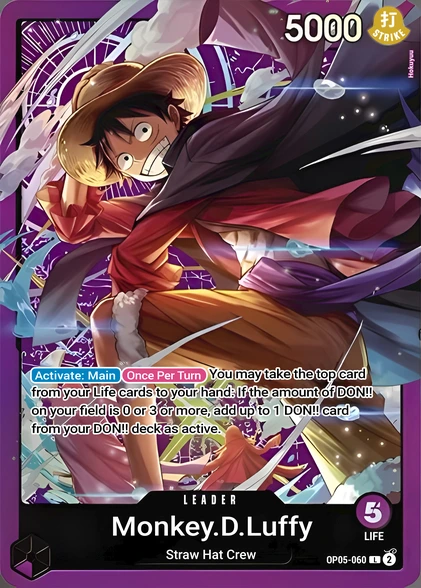 5000
打
STRIKE
Hokuyuu
Activate: Main Once Per Turn You may take the top card
from your Life cards to your hand: If the amount of DON!!
on your field is 0 or 3 or more, add up to 1 DON!! card
from your DON!! deck as active.
LEADER
Monkey.D.Luffy
Straw Hat Crew
5
LIFE
OP05-060 L 2